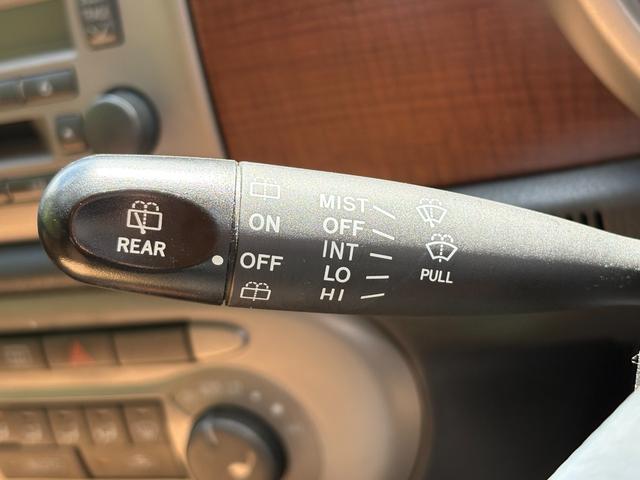 REAR
ON
OFF
MIST
OFF
INT
LO
HI
PULL